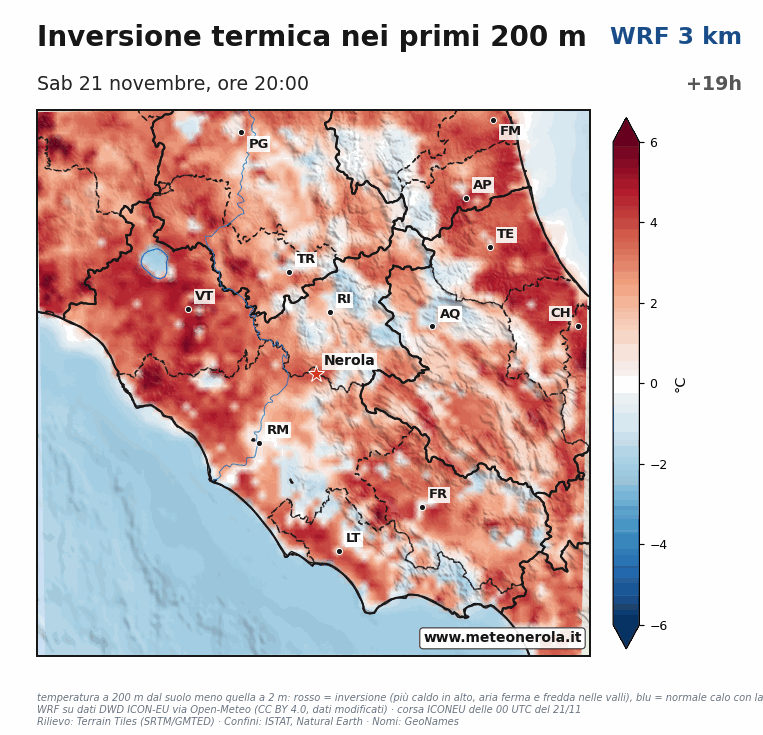 Inversione termica nei primi 200 m WRF 3 km
Sab 21 novembre, ore 20:00 +19h
FM
PG
AP
TE
TR
VT
RI
AQ
CH
Nerola
RM
FR
LT
www.meteonerola.it
6
4
2
0
−2
−4
−6
°C
temperatura a 200 m dal suolo meno quella a 2 m: rosso = inversione (più caldo in alto, aria ferma e fredda nelle valli), blu = normale calo con la
WRF su dati DWD ICON-EU via Open-Meteo (CC BY 4.0, dati modificati) · corsa ICONEU delle 00 UTC del 21/11
Rilievo: Terrain Tiles (SRTM/GMTED) · Confini: ISTAT, Natural Earth · Nomi: GeoNames